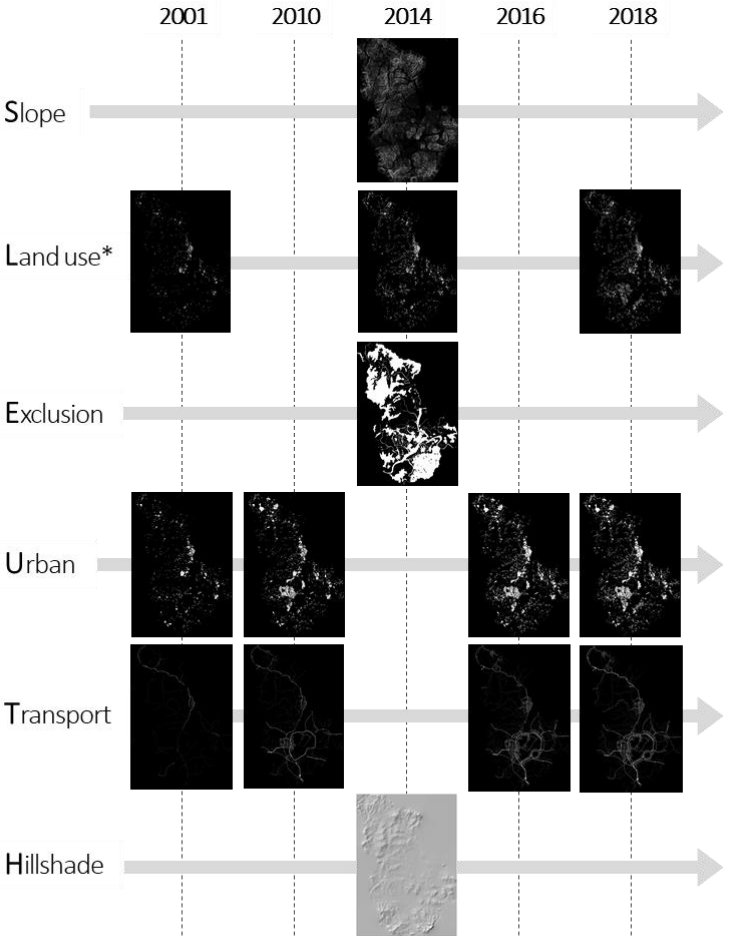 2001 2010 2014 2016 2018
Slope
Land use*
Exclusion
Urban
Transport
Hillshade